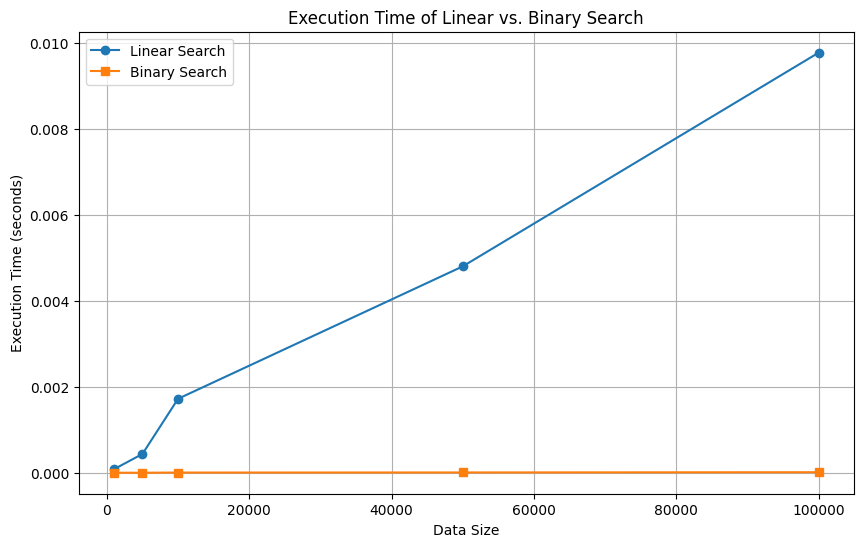 Execution Time of Linear vs. Binary Search
Linear Search
Binary Search
Execution Time (seconds)
0.010
0.008
0.006
0.004
0.002
0.000
0
20000
40000
60000
80000
100000
Data Size